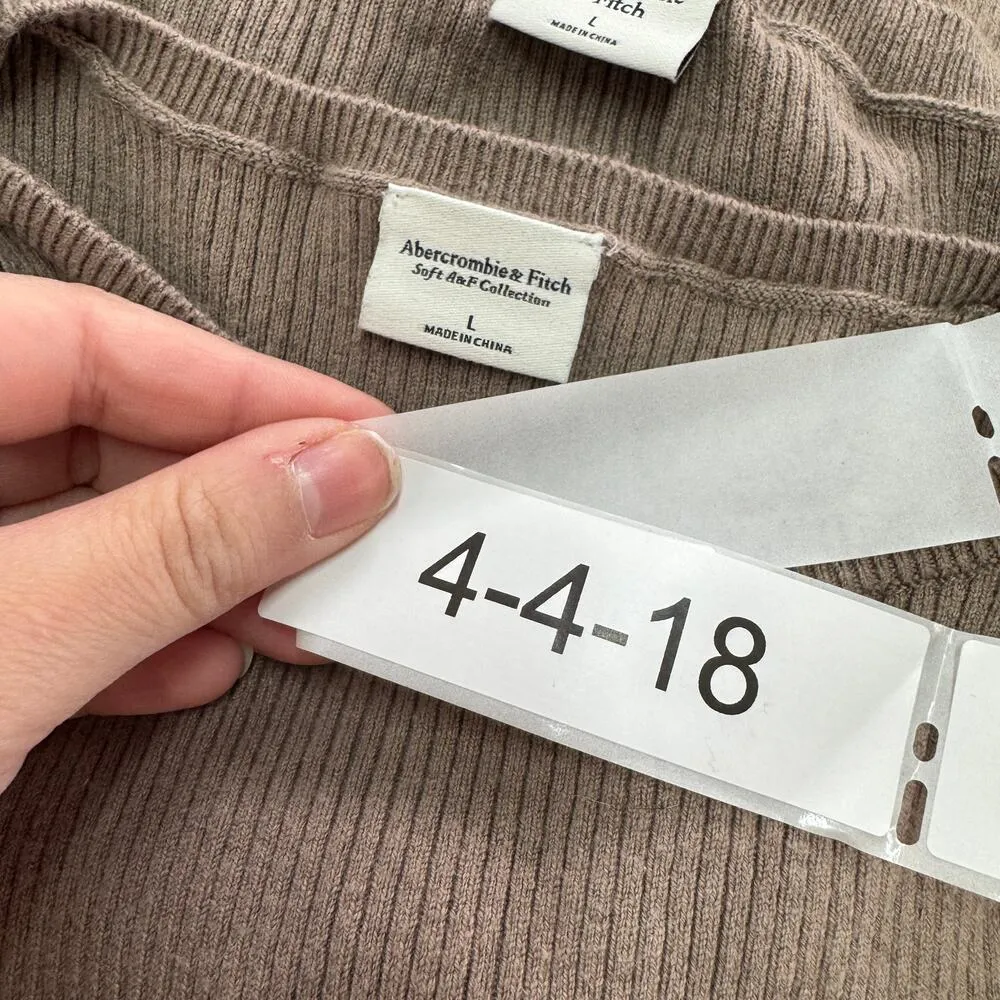 Fitch
L
MADE IN CHINA
Abercrombie & Fitch
Soft A&F Collection
L
MADE IN CHINA
4-4-18